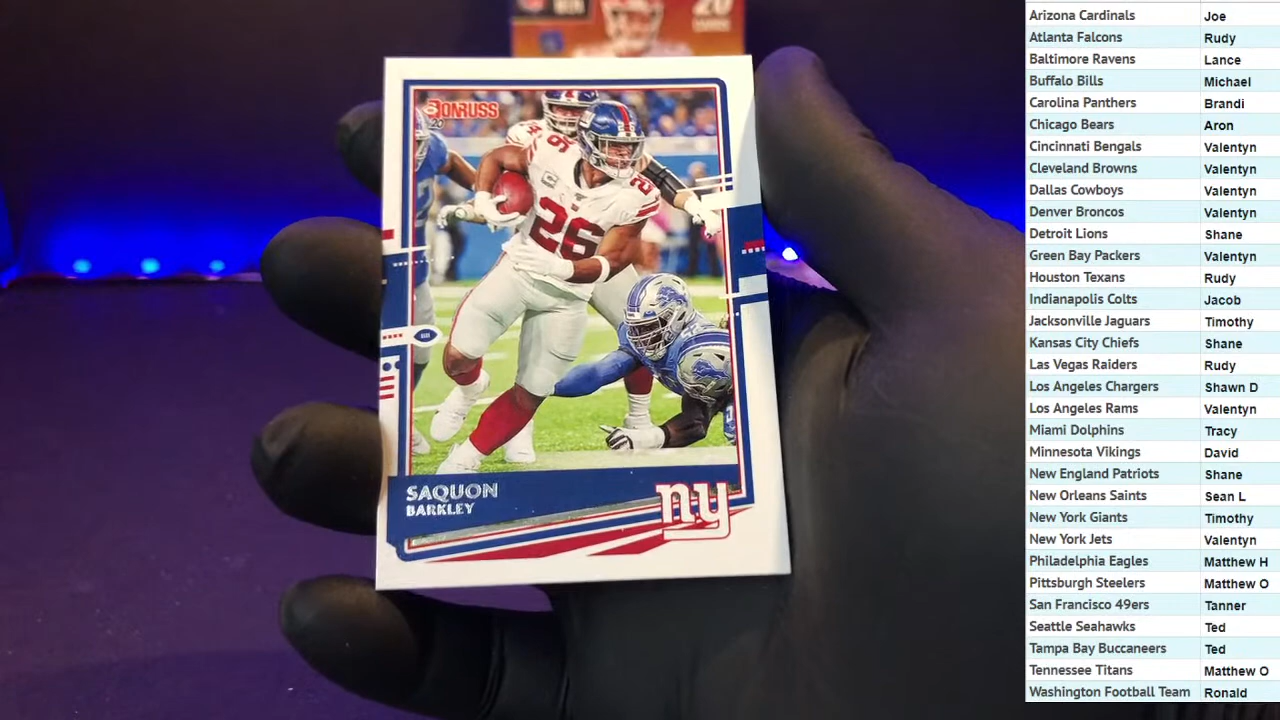 20
CARDS
DONRUSS
20
26
26
SAQUON
BARKLEY
ny
Arizona Cardinals Joe
Atlanta Falcons Rudy
Baltimore Ravens Lance
Buffalo Bills Michael
Carolina Panthers Brandi
Chicago Bears Aron
Cincinnati Bengals Valentyn
Cleveland Browns Valentyn
Dallas Cowboys Valentyn
Denver Broncos Valentyn
Detroit Lions Shane
Green Bay Packers Valentyn
Houston Texans Rudy
Indianapolis Colts Jacob
Jacksonville Jaguars Timothy
Kansas City Chiefs Shane
Las Vegas Raiders Rudy
Los Angeles Chargers Shawn D
Los Angeles Rams Valentyn
Miami Dolphins Tracy
Minnesota Vikings David
New England Patriots Shane
New Orleans Saints Sean L
New York Giants Timothy
New York Jets Valentyn
Philadelphia Eagles Matthew H
Pittsburgh Steelers Matthew O
San Francisco 49ers Tanner
Seattle Seahawks Ted
Tampa Bay Buccaneers Ted
Tennessee Titans Matthew O
Washington Football Team Ronald